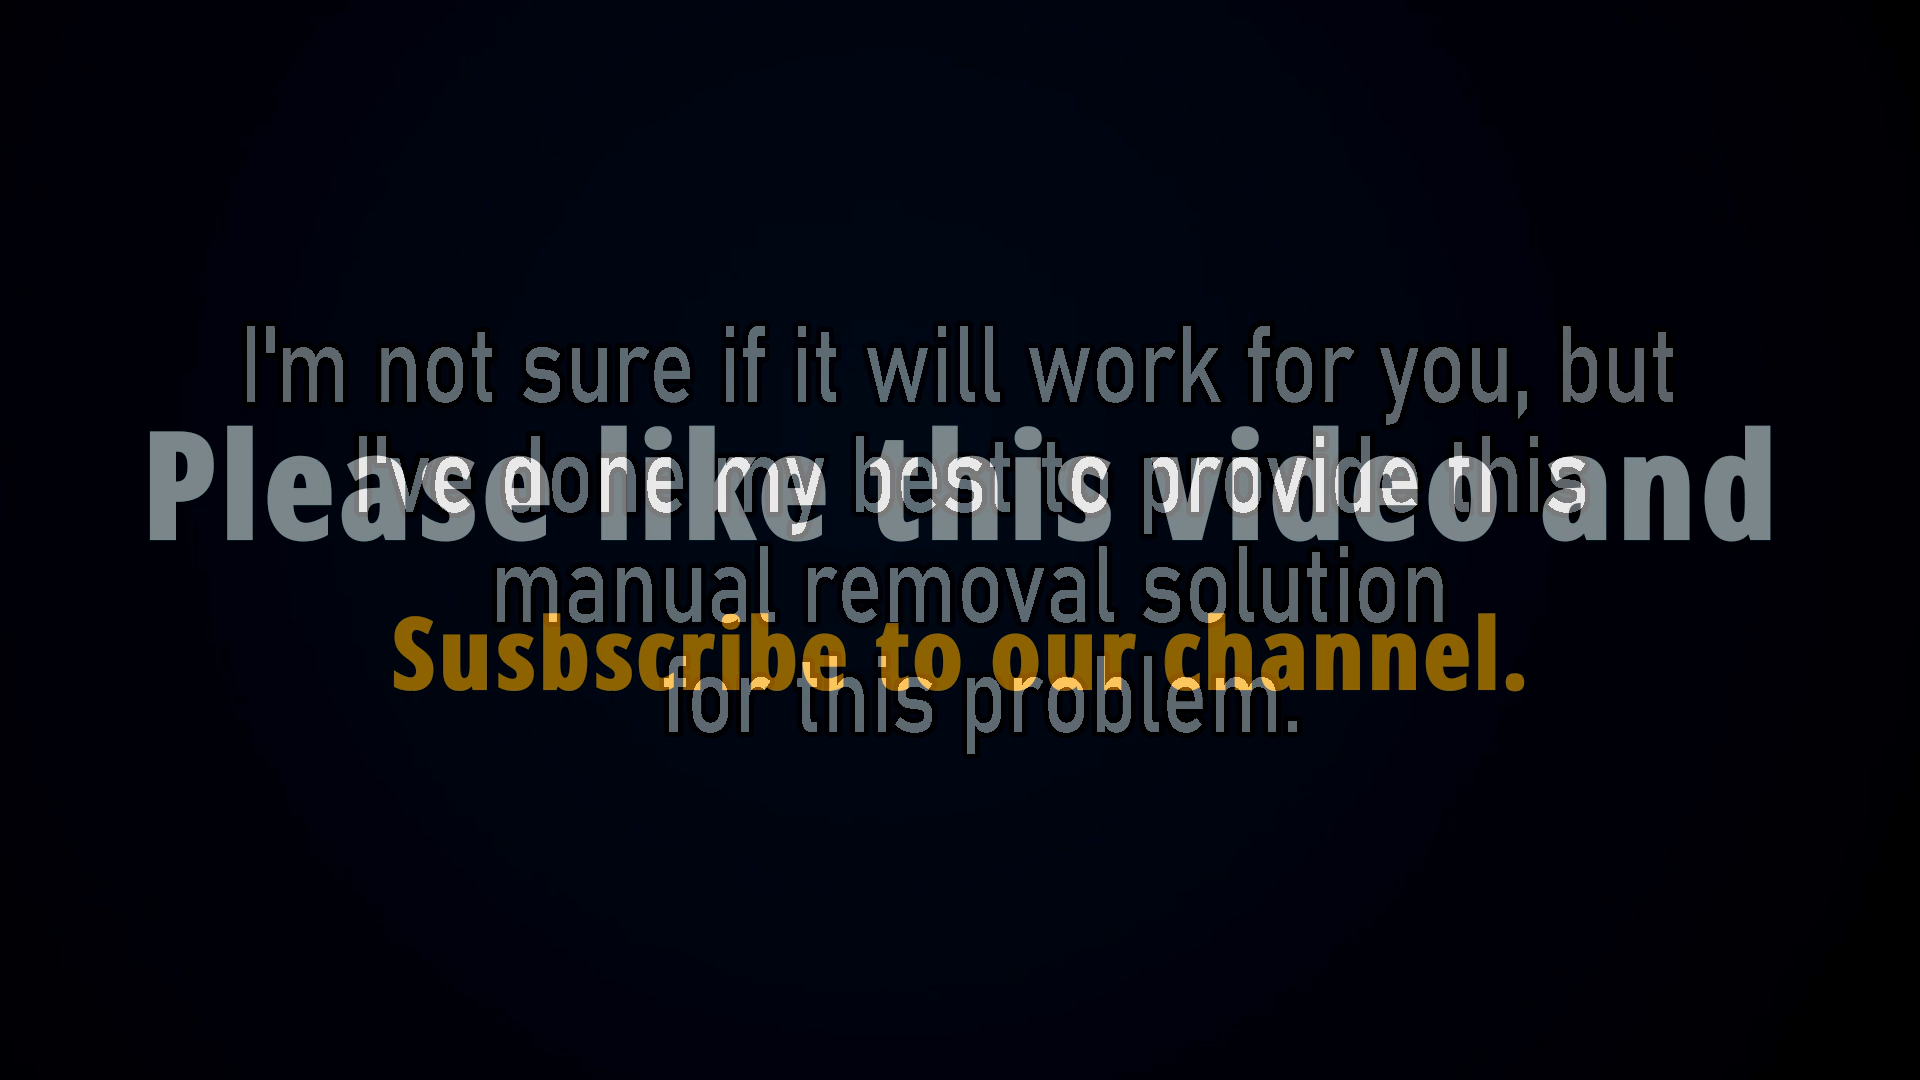 I'm not sure if it will work for you, but
I've done my best to provide this
manual removal solution
for this problem.
Please like this video and
Susbscribe to our channel.